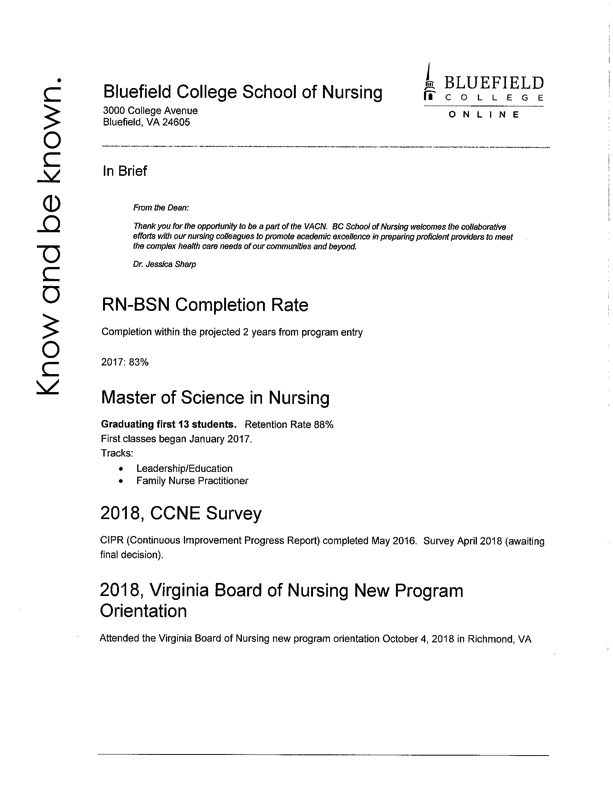 Know and be known.
Bluefield College School of Nursing
3000 College Avenue
Bluefield, VA 24605
BLUEFIELD
COLLEGE
ONLINE
In Brief
From the Dean:
Thank you for the opportunity to be a part of the VACN. BC School of Nursing welcomes the collaborative
efforts with our nursing colleagues to promote academic excellence in preparing proficient providers to meet
the complex health care needs of our communities and beyond.
Dr. Jessica Sharp
RN-BSN Completion Rate
Completion within the projected 2 years from program entry
2017: 83%
Master of Science in Nursing
Graduating first 13 students. Retention Rate 88%
First classes began January 2017.
Tracks:
• Leadership/Education
• Family Nurse Practitioner
2018, CCNE Survey
CIPR (Continuous Improvement Progress Report) completed May 2016. Survey April 2018 (awaiting
final decision).
2018, Virginia Board of Nursing New Program
Orientation
Attended the Virginia Board of Nursing new program orientation October 4, 2018 in Richmond, VA